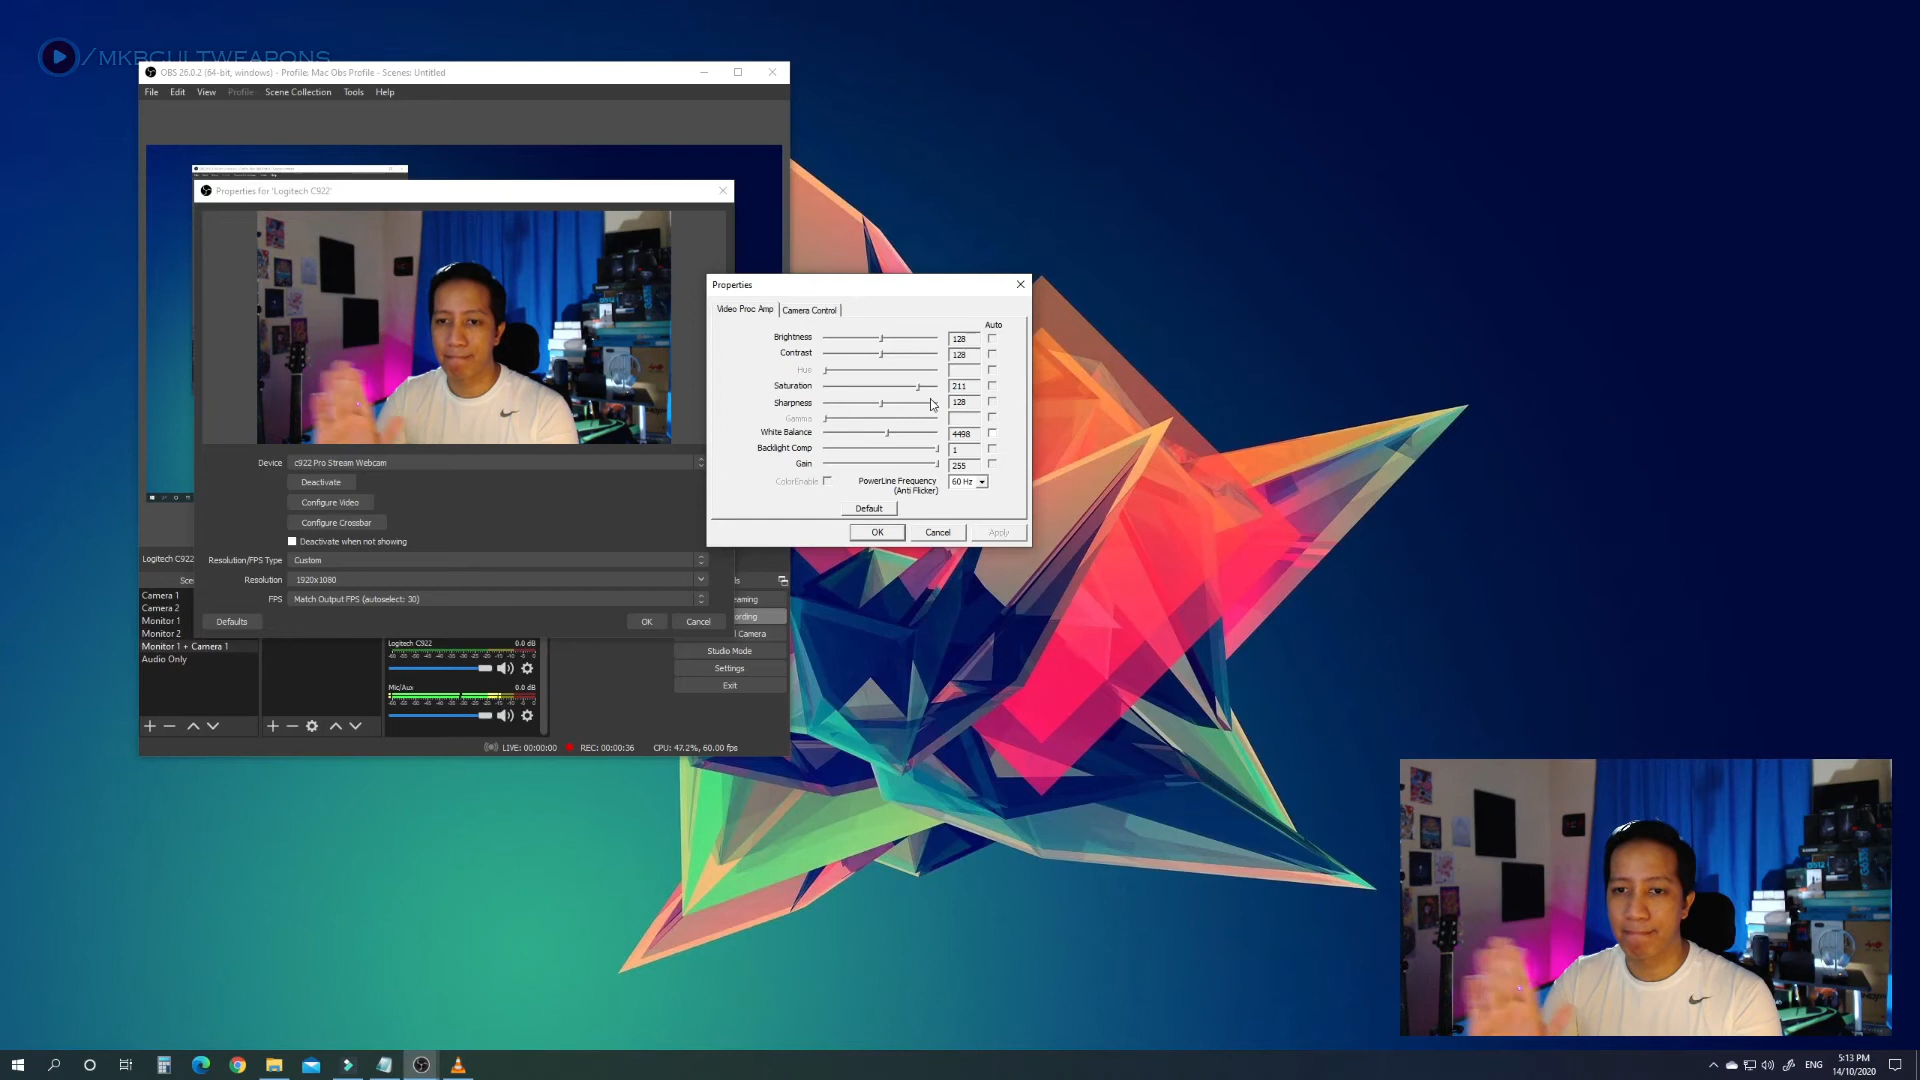 /MKBCULTWEAPONS
OBS 26.0.2 (64-bit, windows) - Profile: Mac Obs Profile - Scenes: Untitled
File Edit View Profile Scene Collection Tools Help
Properties for 'Logitech C922'
Properties
Video Proc Amp Camera Control
Auto
Brightness 128
Contrast 128
Hue
Saturation 211
Sharpness 128
Gamma
White Balance 4498
Backlight Comp 1
Gain 255
ColorEnable PowerLine Frequency 60 Hz
(Anti Flicker)
Default
OK Cancel Apply
Device c922 Pro Stream Webcam
Deactivate
Configure Video
Configure Crossbar
Deactivate when not showing
Resolution/FPS Type Custom
Resolution 1920x1080
FPS Match Output FPS (autoselect: 30)
Defaults OK Cancel
Logitech C922
Camera 1
Camera 2
Monitor 1
Monitor 2
Monitor 1 + Camera 1
Audio Only
Logitech C922 0.0 dB
Mic/Aux 0.0 dB
Studio Mode
Settings
Exit
LIVE: 00:00:00 REC: 00:00:36 CPU: 47.2%, 60.00 fps
ENG
5:13 PM
14/10/2020